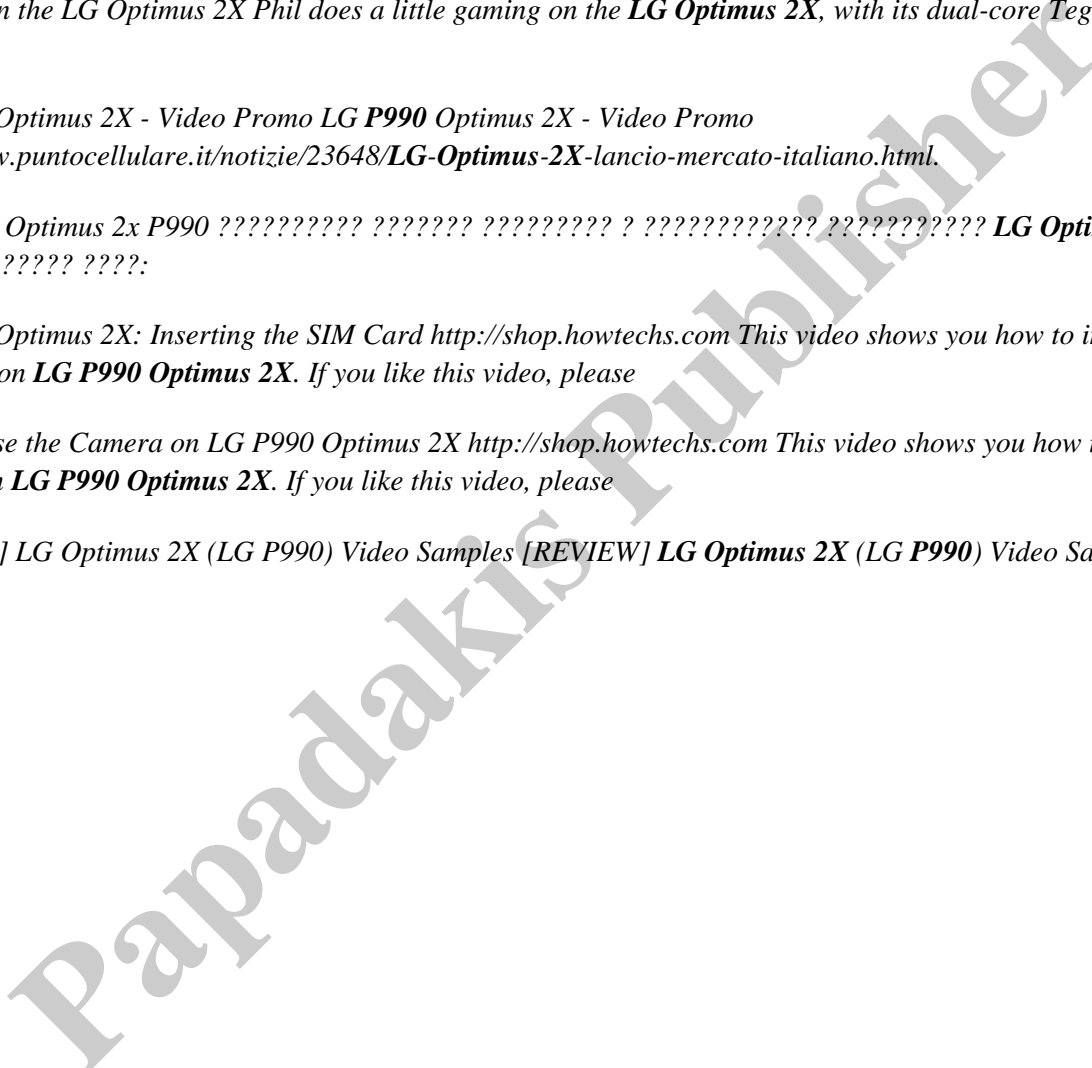 n the LG Optimus 2X Phil does a little gaming on the LG Optimus 2X, with its dual-core Teg
Optimus 2X - Video Promo LG P990 Optimus 2X - Video Promo
w.puntocellulare.it/notizie/23648/LG-Optimus-2X-lancio-mercato-italiano.html.
Optimus 2x P990 ?????????? ??????? ????????? ? ???????????? ??????????? LG Opti
????? ????:
Optimus 2X: Inserting the SIM Card http://shop.howtechs.com This video shows you how to i
on LG P990 Optimus 2X. If you like this video, please
se the Camera on LG P990 Optimus 2X http://shop.howtechs.com This video shows you how t
LG P990 Optimus 2X. If you like this video, please
] LG Optimus 2X (LG P990) Video Samples [REVIEW] LG Optimus 2X (LG P990) Video Sa
Papadakis Publisher